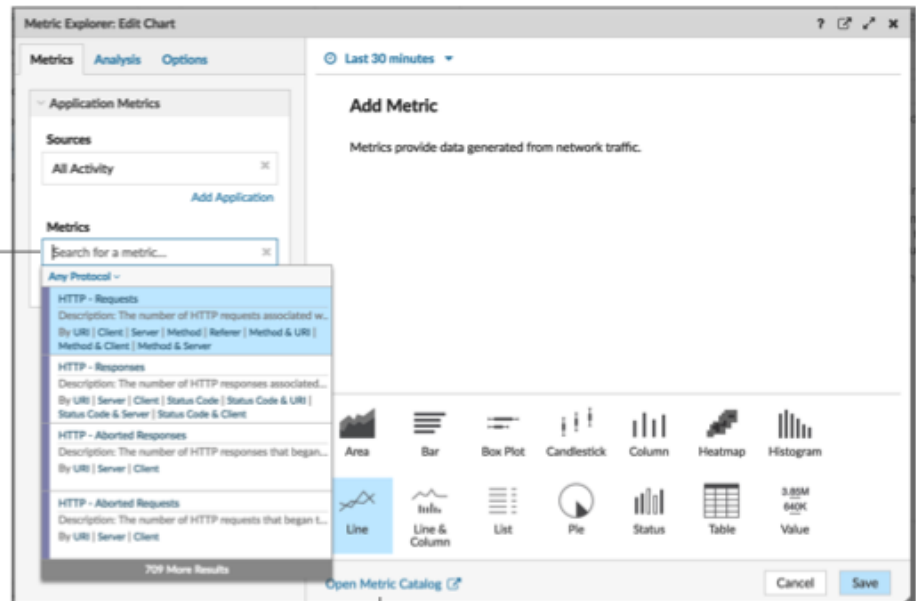 Metric Explorer: Edit Chart
?
Metrics
Analysis
Options
Last 30 minutes
Application Metrics
Sources
All Activity
Add Application
Metrics
Search for a metric...
Any Protocol
HTTP - Requests
Description: The number of HTTP requests associated w..
By URI | Client | Server | Method | Referer | Method & URI |
Method & Client | Method & Server
HTTP - Responses
Description: The number of HTTP responses associated...
By URI | Server | Client | Status Code | Status Code & URI |
Status Code & Server | Status Code & Client
HTTP - Aborted Responses
Description: The number of HTTP responses that began...
By URI | Server | Client
HTTP - Aborted Requests
Description: The number of HTTP requests that began t...
By URI | Server | Client
709 More Results
Add Metric
Metrics provide data generated from network traffic.
Area
Bar
Box Plot
Candlestick
Column
Heatmap
Histogram
Line
Line &
Column
List
Pie
Status
Table
3.85M
640K
Value
Open Metric Catalog
Cancel
Save